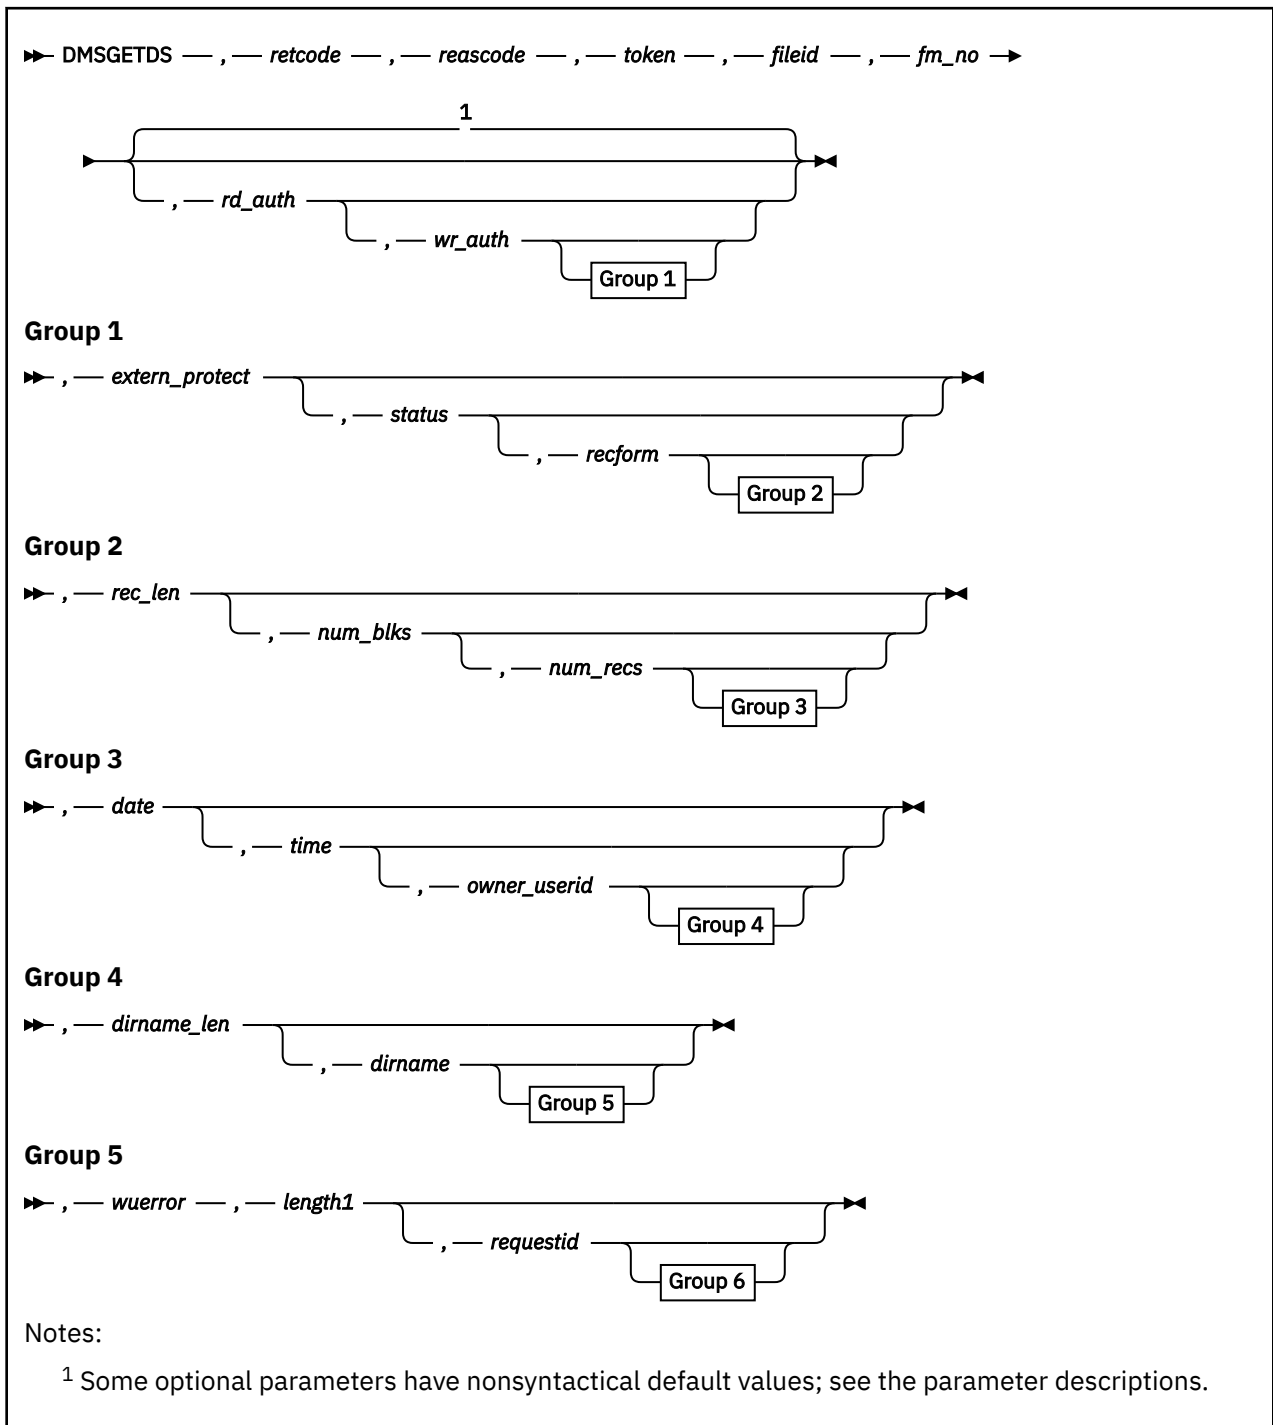 DMSGETDS , retcode , reascode , token , fileid , fm_no
1
, rd_auth
, wr_auth
Group 1
Group 1
, extern_protect
, status
, recform
Group 2
Group 2
, rec_len
, num_blks
, num_recs
Group 3
Group 3
, date
, time
, owner_userid
Group 4
Group 4
, dirname_len
, dirname
Group 5
Group 5
, wuerror , length1
, requestid
Group 6
Notes:
1 Some optional parameters have nonsyntactical default values; see the parameter descriptions.